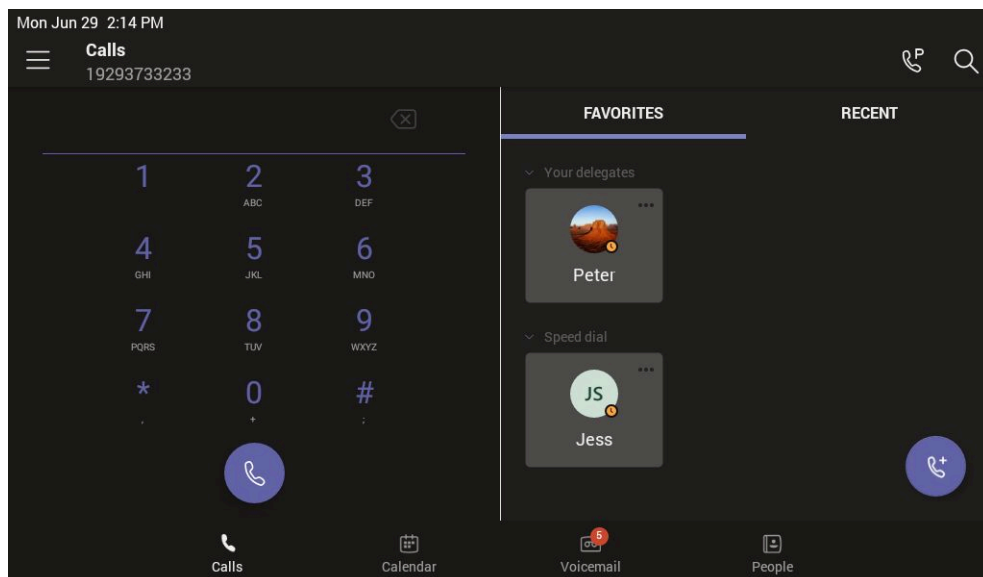 Mon Jun 29 2:14 PM
Calls
19293733233
P
FAVORITES
RECENT
1
2
ABC
3
DEF
4
GHI
5
JKL
6
MNO
7
PQRS
8
TUV
9
WXYZ
*
,
0
+
#
;
Your delegates
Peter
Speed dial
JS
Jess
Calls
Calendar
5
Voicemail
People